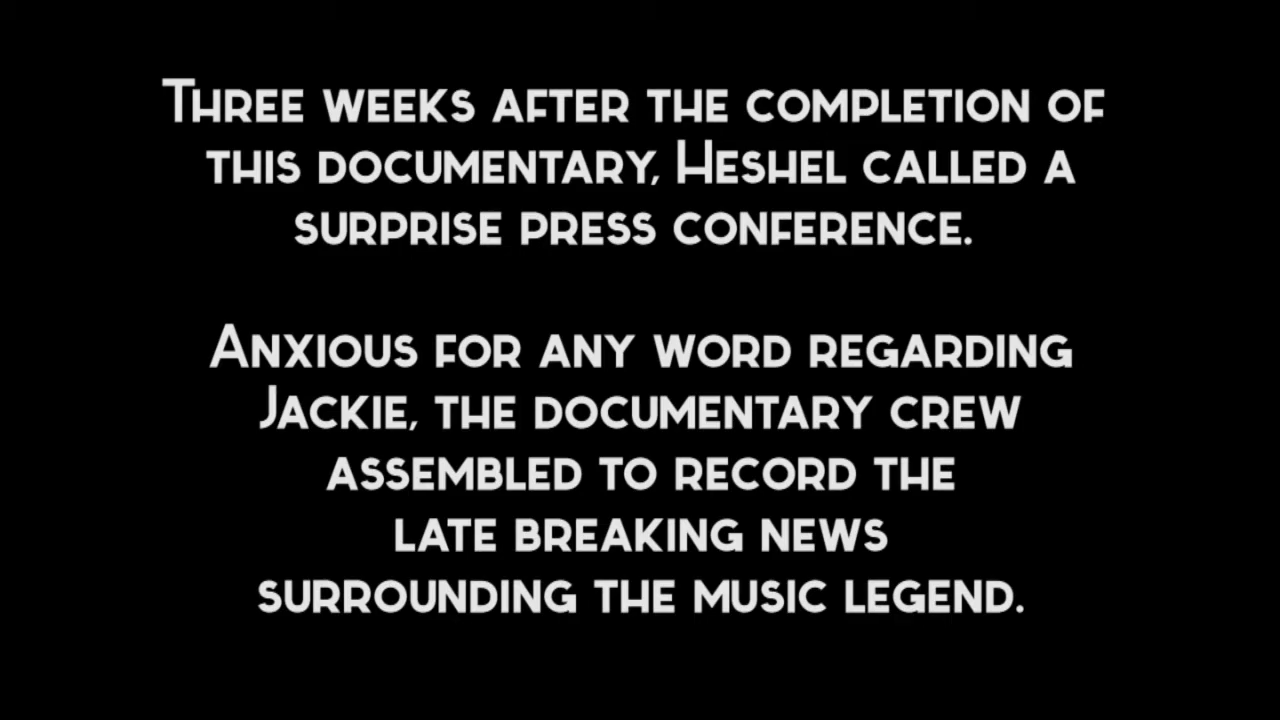 Three weeks after the completion of
this documentary, Heshel called a
surprise press conference.
Anxious for any word regarding
Jackie, the documentary crew
assembled to record the
late breaking news
surrounding the music legend.